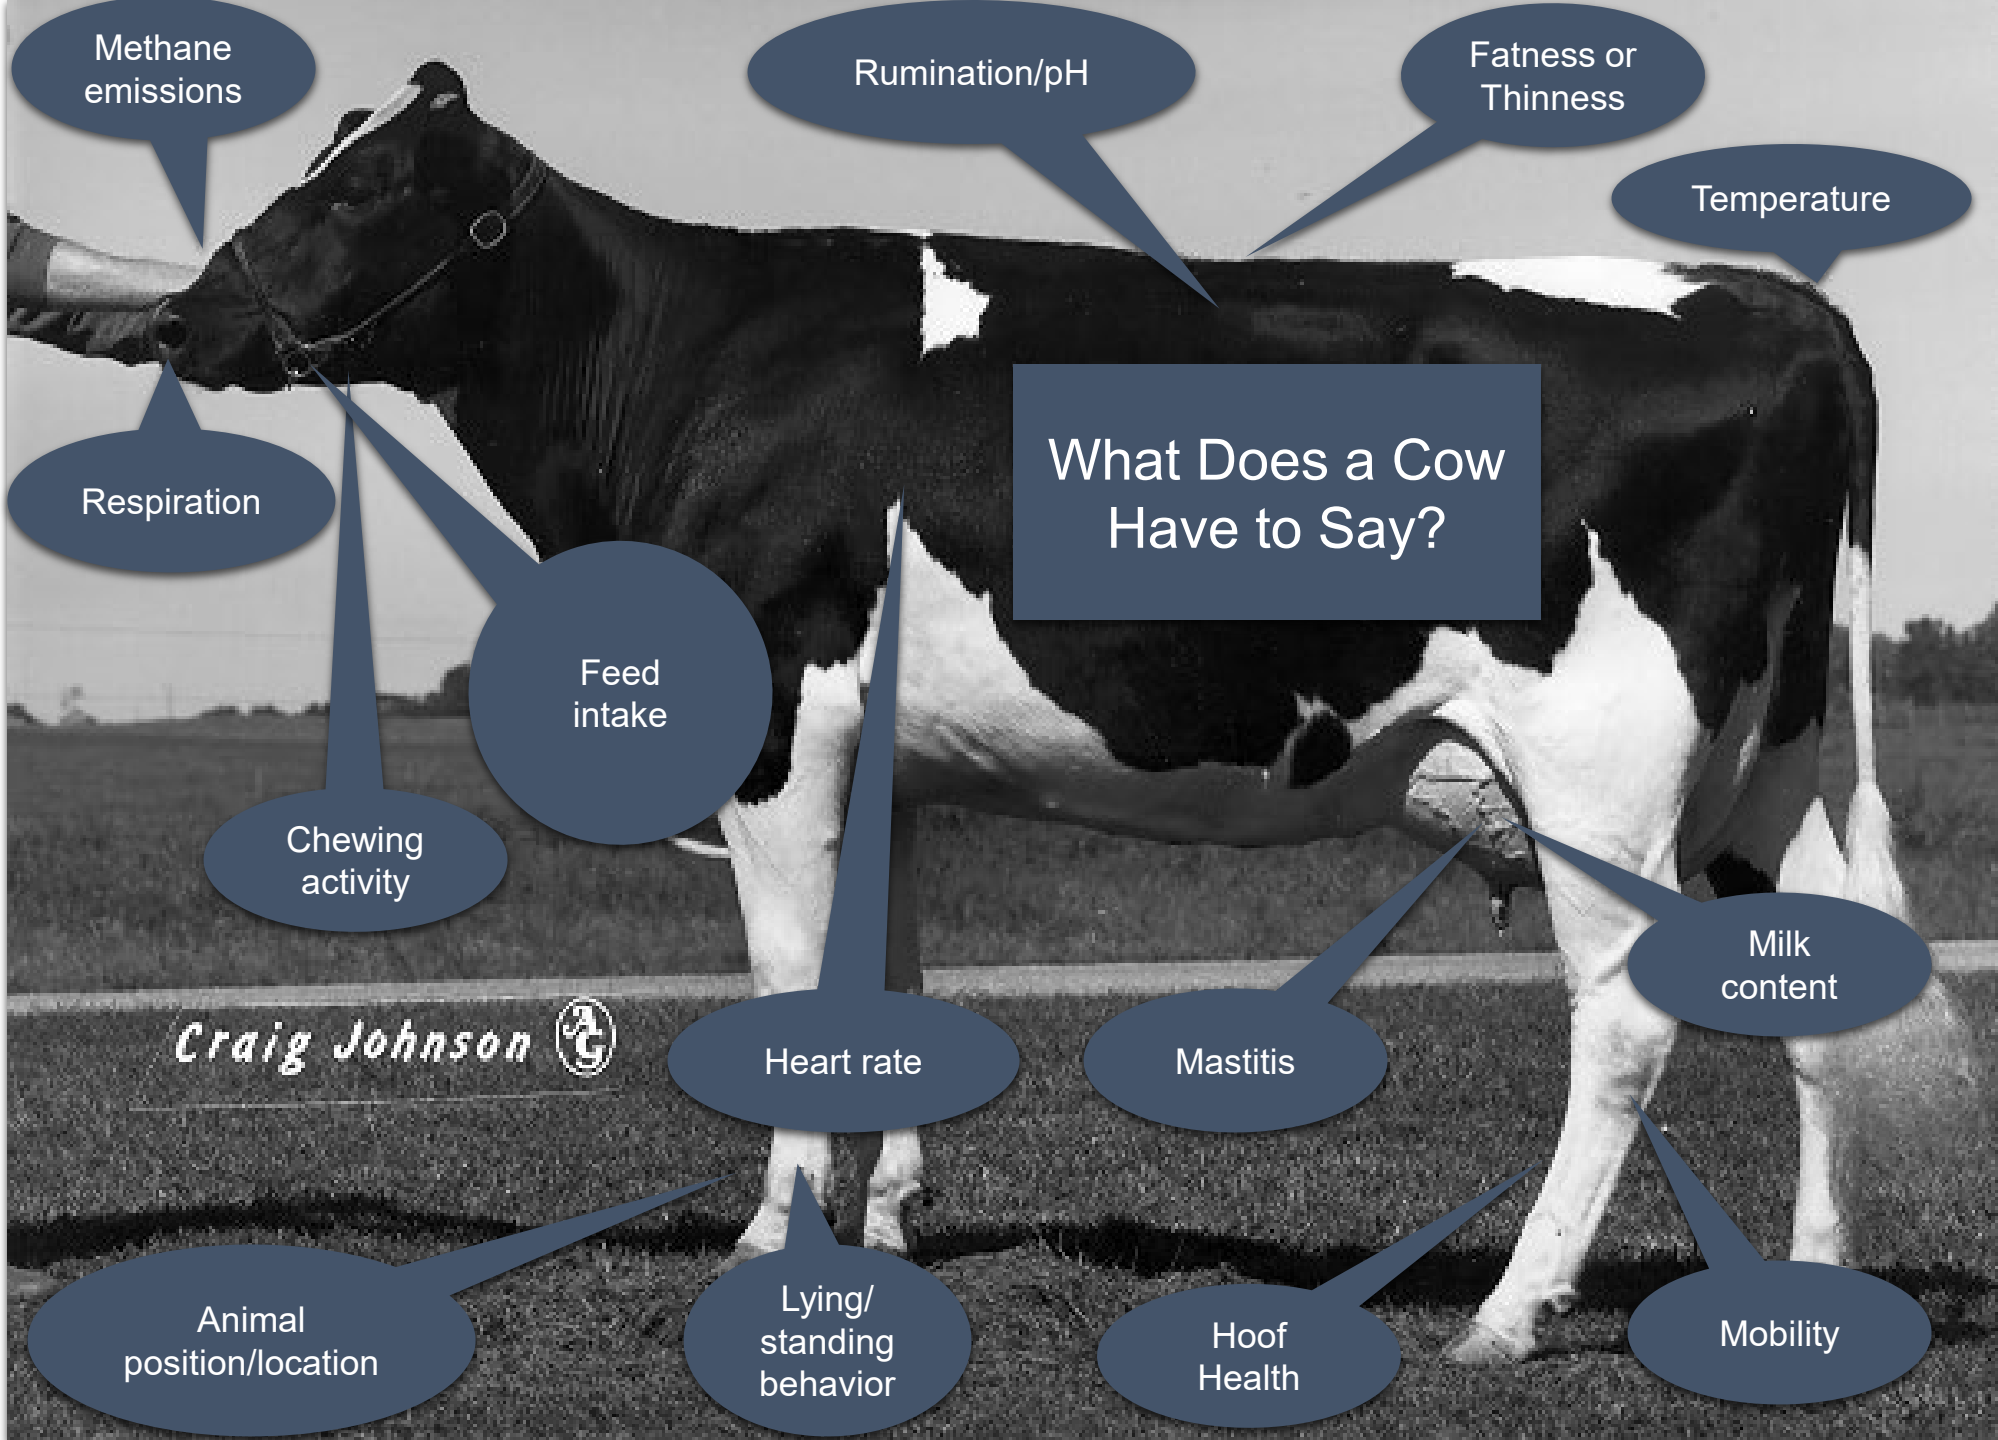 Methane
emissions
Rumination/pH
Fatness or
Thinness
Temperature
What Does a Cow
Have to Say?
Respiration
Feed
intake
Chewing
activity
Milk
content
Craig Johnson AG
Heart rate
Mastitis
Animal
position/location
Lying/
standing
behavior
Hoof
Health
Mobility